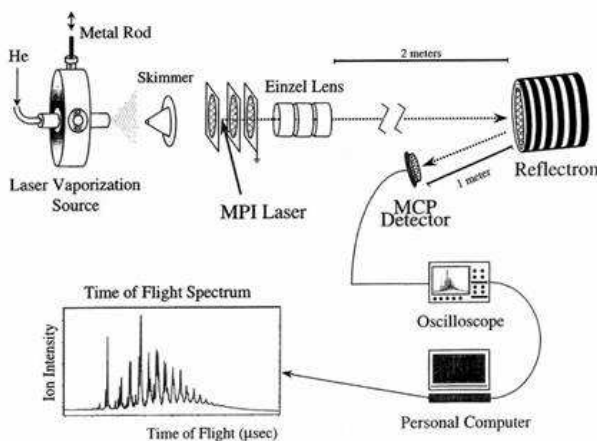 Metal Rod
He
Skimmer
Einzel Lens
2 meters
Laser Vaporization
Source
MPI Laser
MCP
Detector
1 meter
Reflectron
Oscilloscope
Time of Flight Spectrum
Ion Intensity
Time of Flight (μsec)
Personal Computer